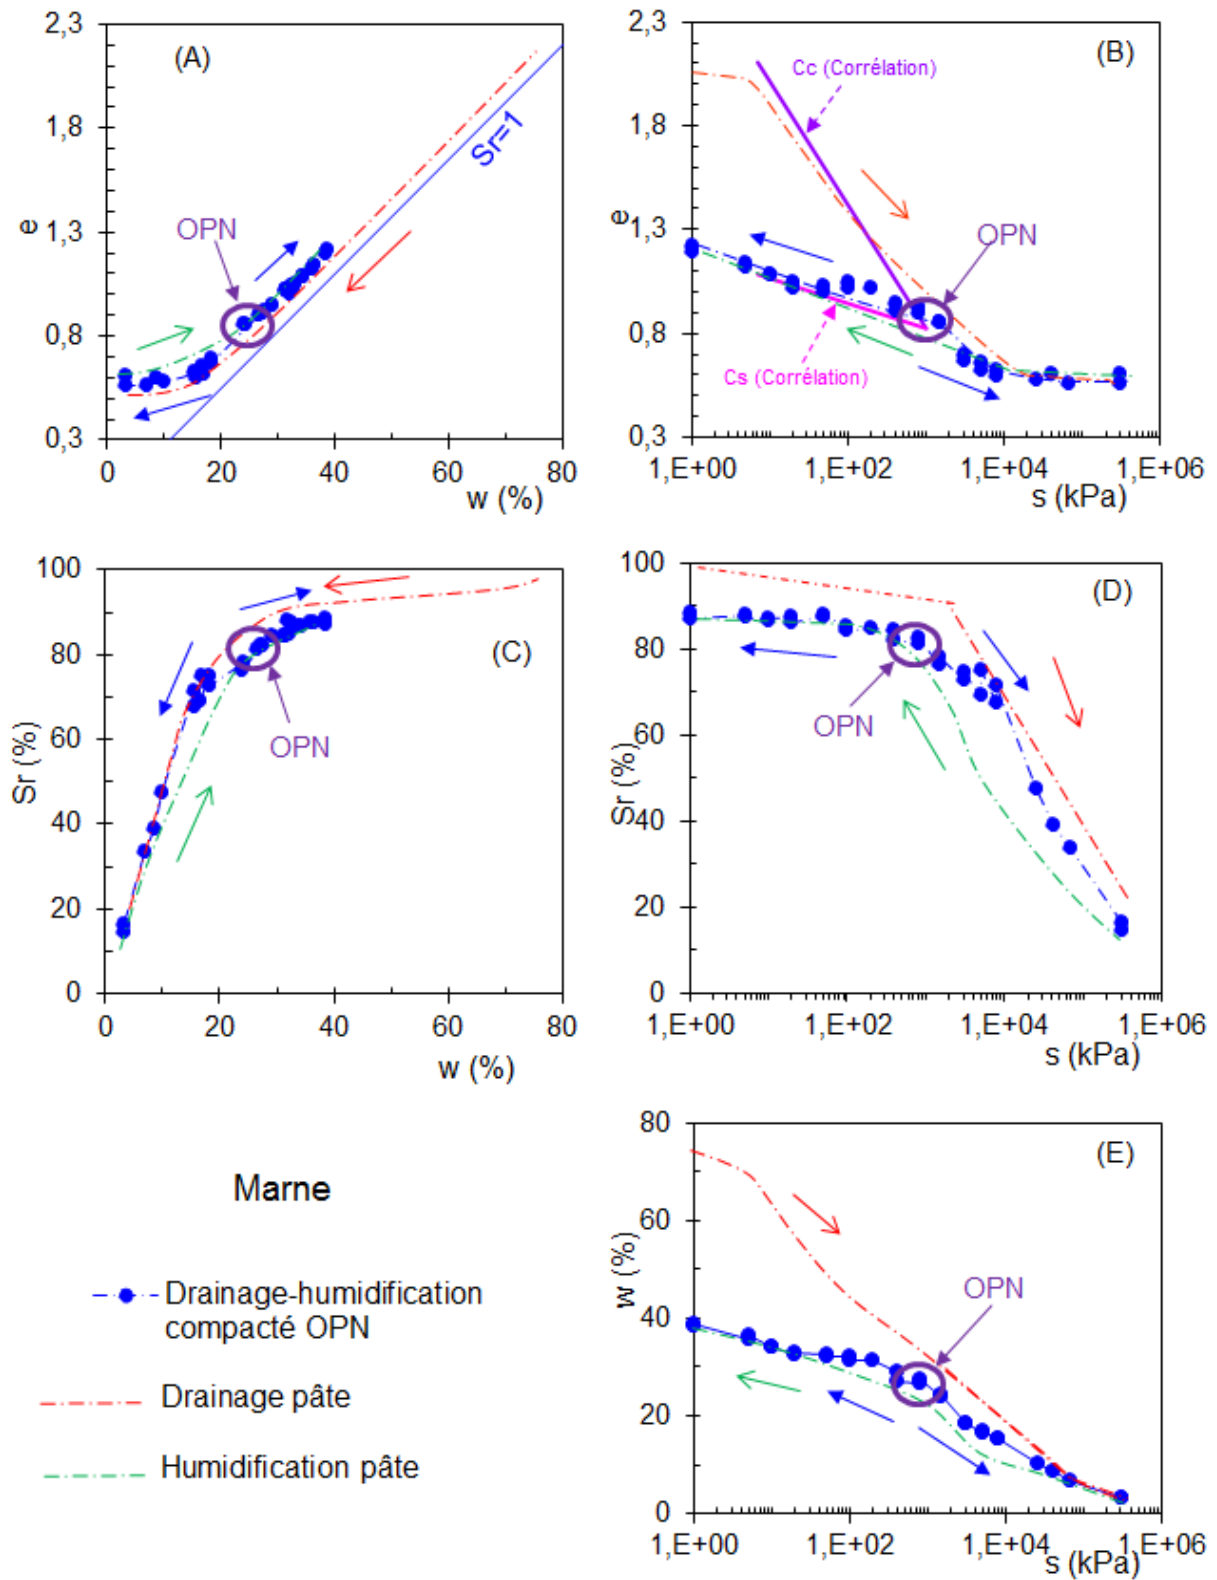 2,3
1,8
1,3
0,8
0,3
e
(A)
OPN
Sr=1
0
20
40
60
80
w (%)
2,3
1,8
1,3
0,8
0,3
e
(B)
Cc (Corrélation)
OPN
Cs (Corrélation)
1,E+00
1,E+02
1,E+04
1,E+06
s (kPa)
100
80
60
40
20
0
Sr (%)
(C)
OPN
0
20
40
60
80
w (%)
100
80
60
40
20
0
Sr (%)
(D)
OPN
1,E+00
1,E+02
1,E+04
1,E+06
s (kPa)
Marne
Drainage-humidification
compacté OPN
Drainage pâte
Humidification pâte
80
60
40
20
0
w (%)
(E)
OPN
1,E+00
1,E+02
1,E+04
1,E+06
s (kPa)